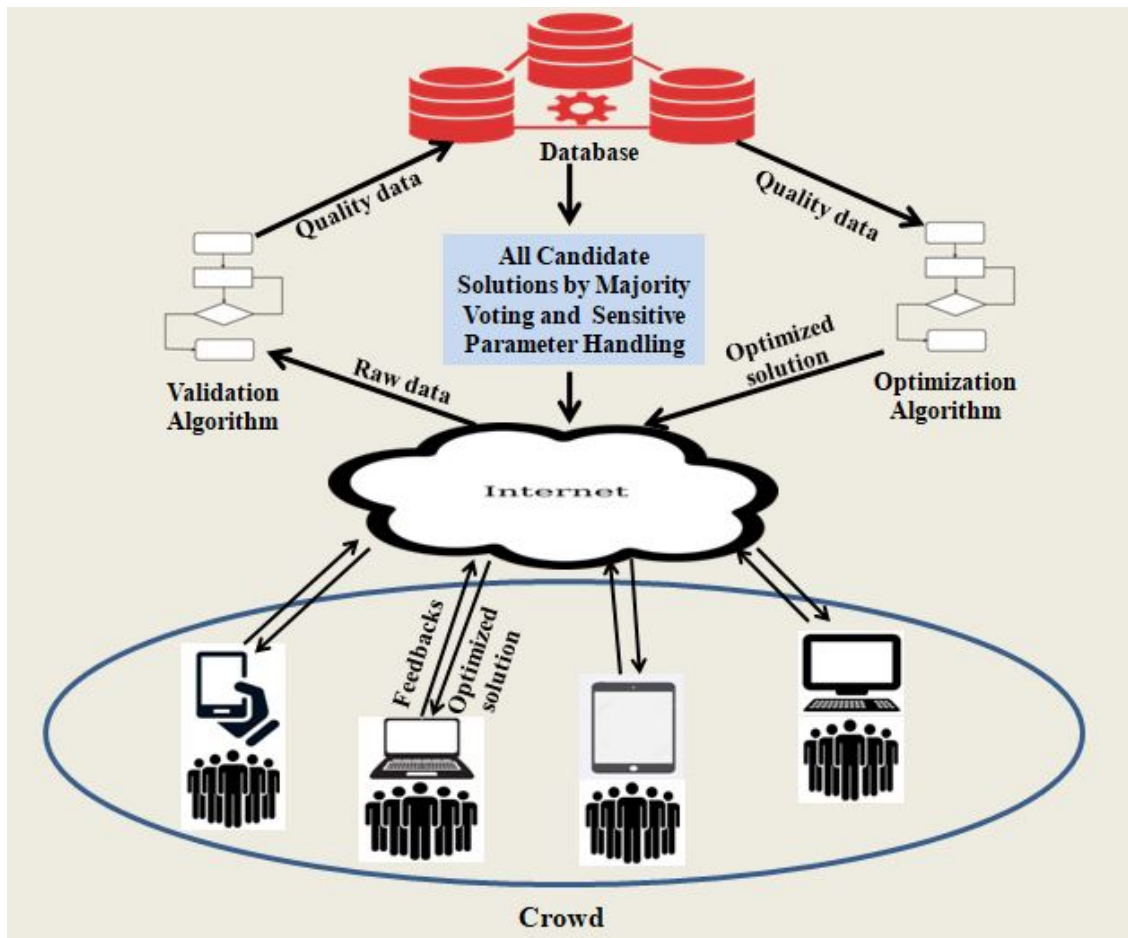 Database
Quality data
Quality data
All Candidate
Solutions by Majority
Voting and Sensitive
Parameter Handling
Validation
Algorithm
Raw data
Optimized
solution
Optimization
Algorithm
Internet
Feedbacks
Optimized
solution
Crowd